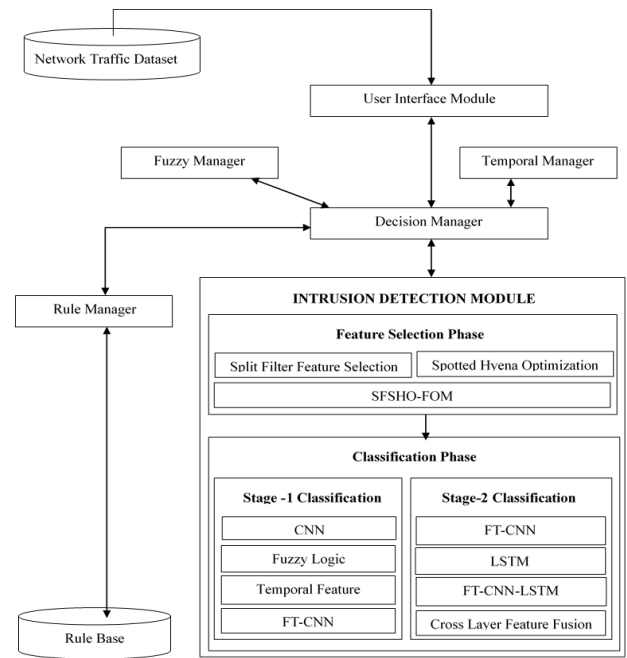 Network Traffic Dataset
User Interface Module
Fuzzy Manager
Temporal Manager
Decision Manager
Rule Manager
INTRUSION DETECTION MODULE
Feature Selection Phase
Split Filter Feature Selection
Spotted Hyena Optimization
SFSHO-FOM
Classification Phase
Stage -1 Classification
CNN
Fuzzy Logic
Temporal Feature
FT-CNN
Stage-2 Classification
FT-CNN
LSTM
FT-CNN-LSTM
Cross Layer Feature Fusion
Rule Base